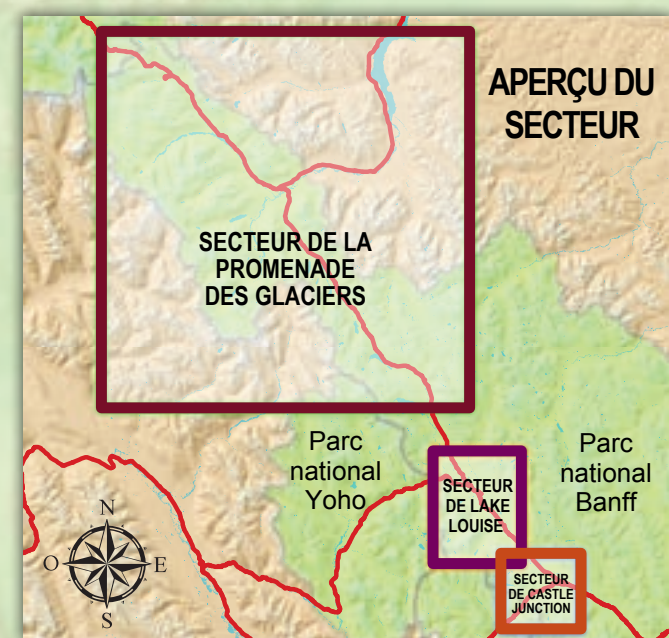 APERÇU DU
SECTEUR
SECTEUR DE LA
PROMENADE
DES GLACIERS
Parc
national
Yoho
Parc
national
Banff
SECTEUR
DE LAKE
LOUISE
SECTEUR
DE CASTLE
JUNCTION
N
O
E
S